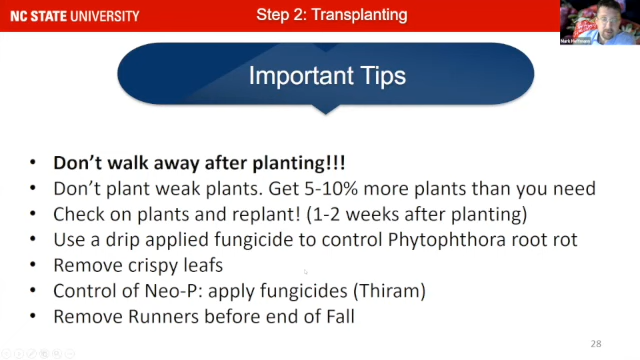 NC STATE UNIVERSITY
Step 2: Transplanting
Important Tips
• Don't walk away after planting!!!
• Don't plant weak plants. Get 5-10% more plants than you need
• Check on plants and replant! (1-2 weeks after planting)
• Use a drip applied fungicide to control Phytophthora root rot
• Remove crispy leafs
• Control of Neo-P: apply fungicides (Thiram)
• Remove Runners before end of Fall
28